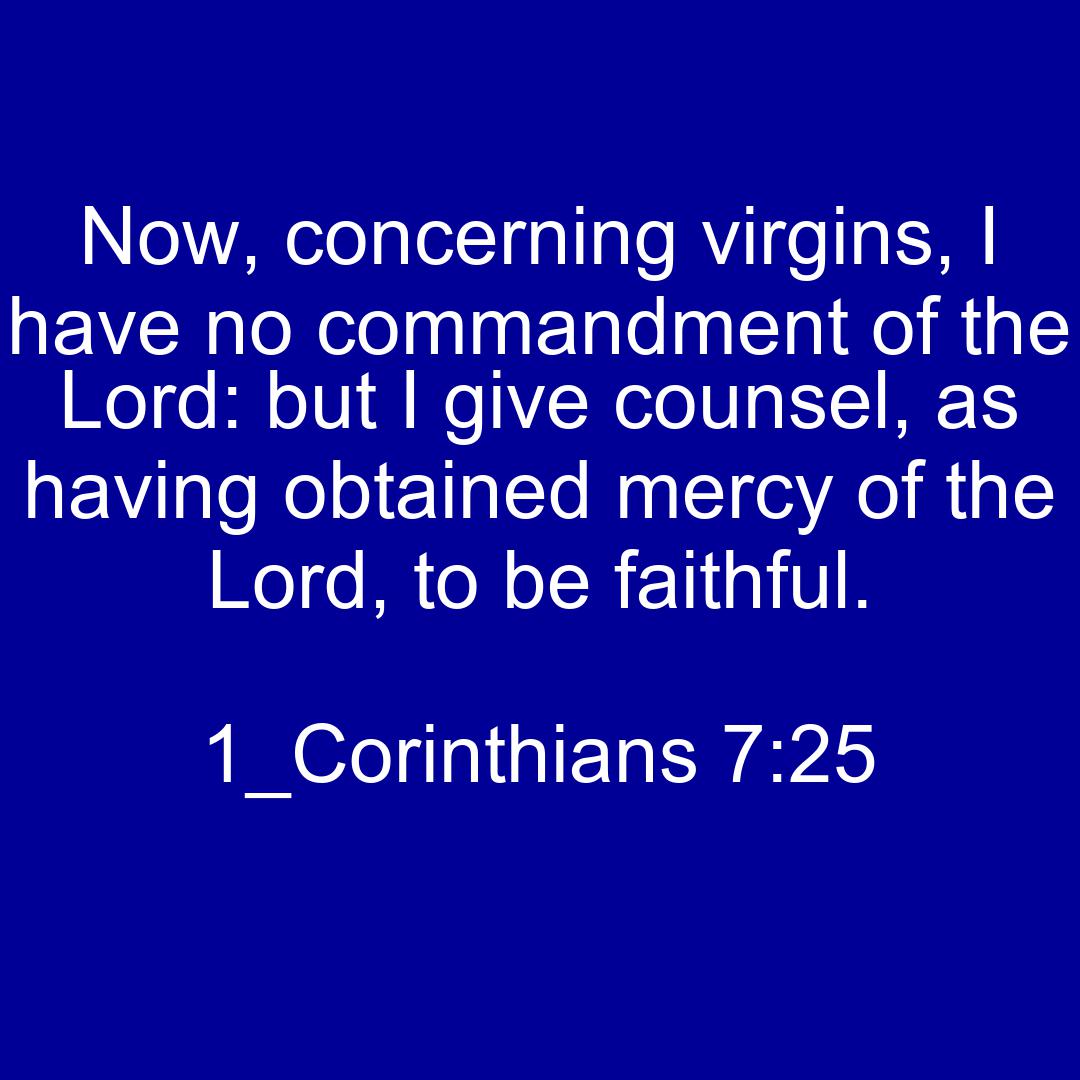 Now, concerning virgins, I
have no commandment of the
Lord: but I give counsel, as
having obtained mercy of the
Lord, to be faithful.
1_Corinthians 7:25